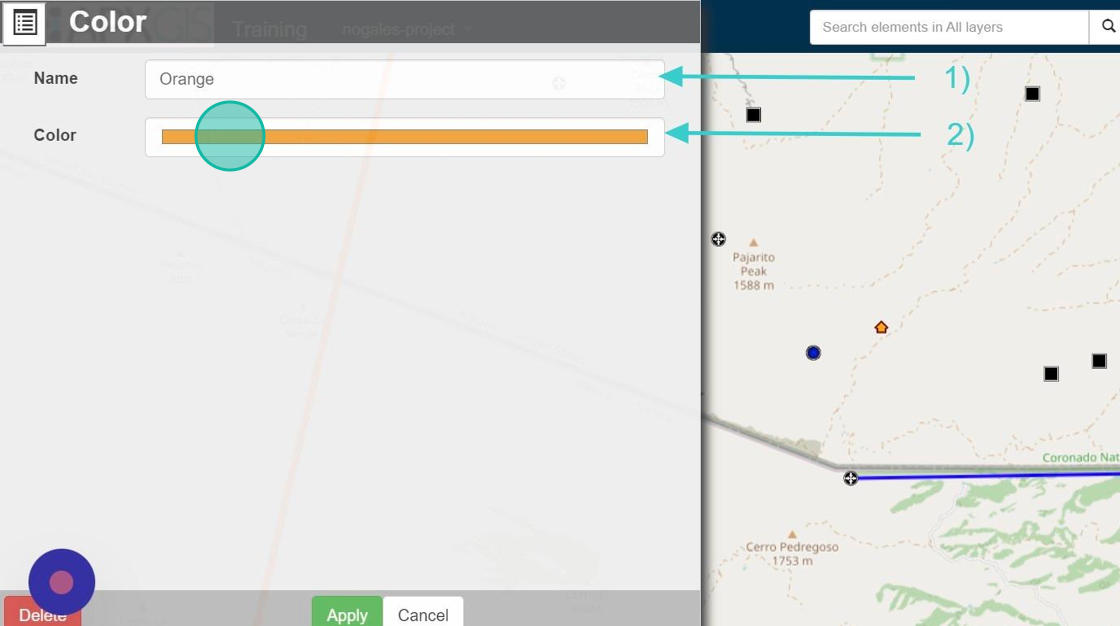 Color
Training
nogales-project
Search elements in All layers
Name
Orange
1)
Color
2)
Pajarito
Peak
1588 m
Coronado Nat
Cerro Pedregoso
1753 m
Delete
Apply
Cancel